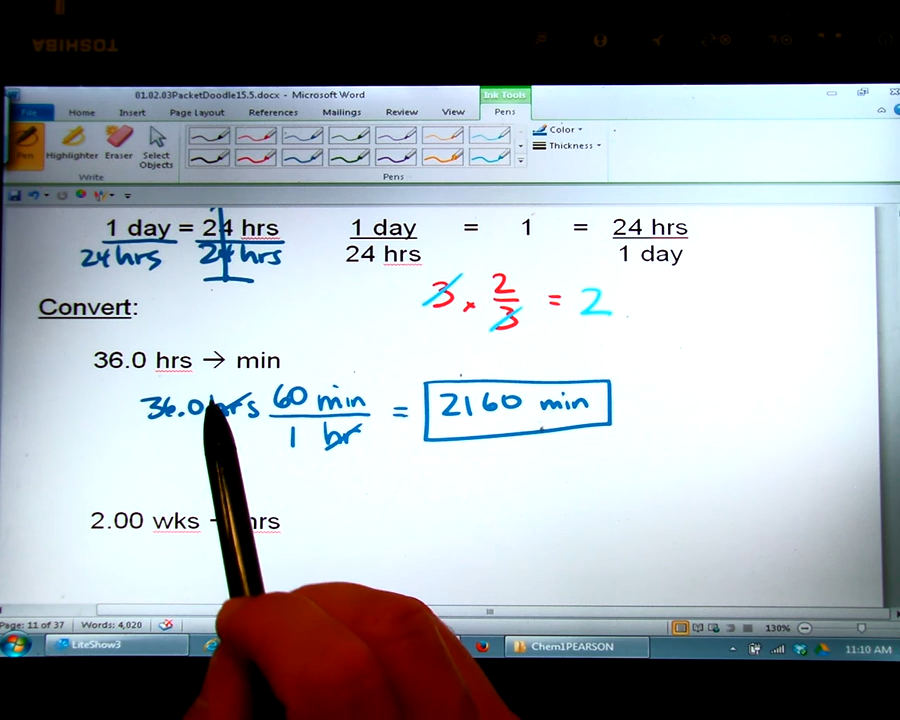 TOSHIBA
01.02.03PacketDoodle15.5.docx - Microsoft Word
Ink Tools
File Home Insert Page Layout References Mailings Review View Pens
Pen Highlighter Eraser Select Objects
Color
Thickness
Write Pens
1 day = 24 hrs 1 day = 1 = 24 hrs
24 hrs 24 hrs 24 hrs 1 day
Convert:
3 · 2/3 = 2
36.0 hrs → min
36.0 hrs 60 min = 2160 min
1 hr
2.00 wks hrs
Page: 11 of 37 Words: 4,020 130%
LiteShow3 Chem1PEARSON 11:10 AM